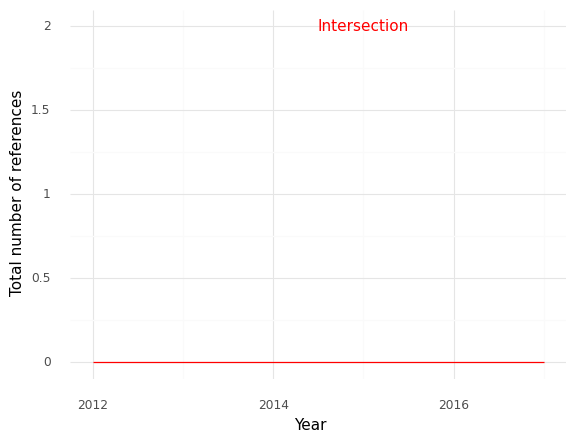 Intersection
Total number of references
2
1.5
1
0.5
0
2012 2014 2016
Year